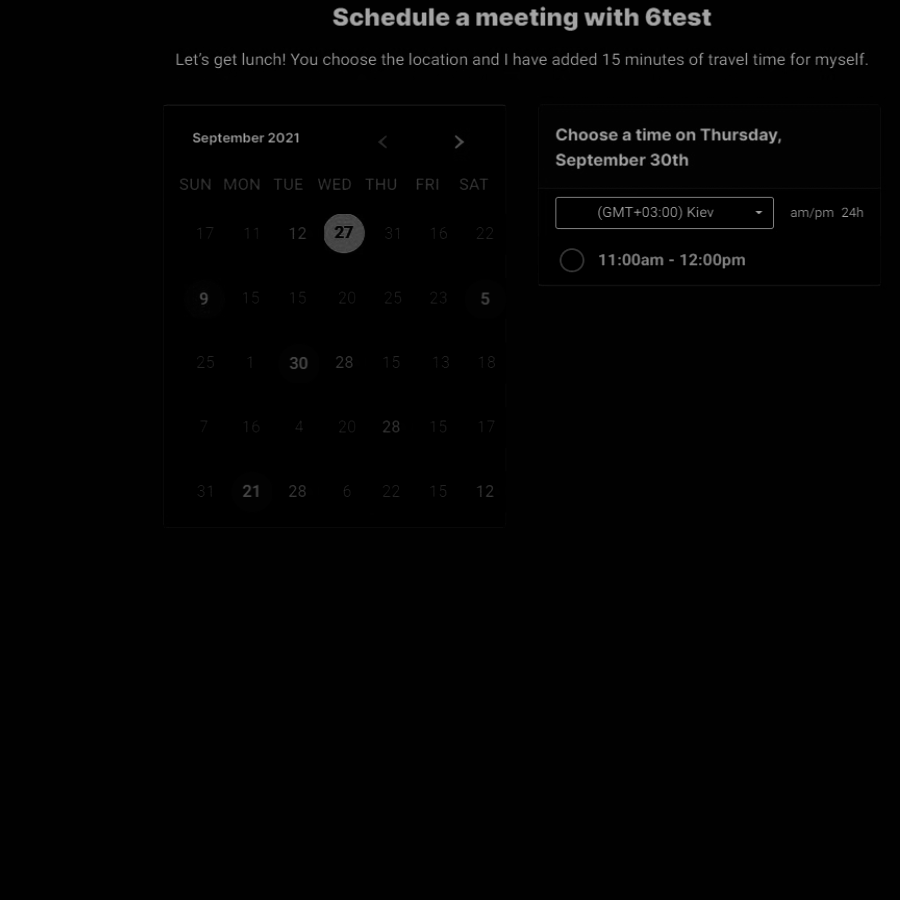 Schedule a meeting with 6test
Let's get lunch! You choose the location and I have added 15 minutes of travel time for myself.
September 2021
SUN MON TUE WED THU FRI SAT
17 11 12 27 31 16 22
9 15 15 20 25 23 5
25 1 30 28 15 13 18
7 16 4 20 28 15 17
31 21 28 6 22 15 12
Choose a time on Thursday,
September 30th
(GMT+03:00) Kiev am/pm 24h
11:00am - 12:00pm